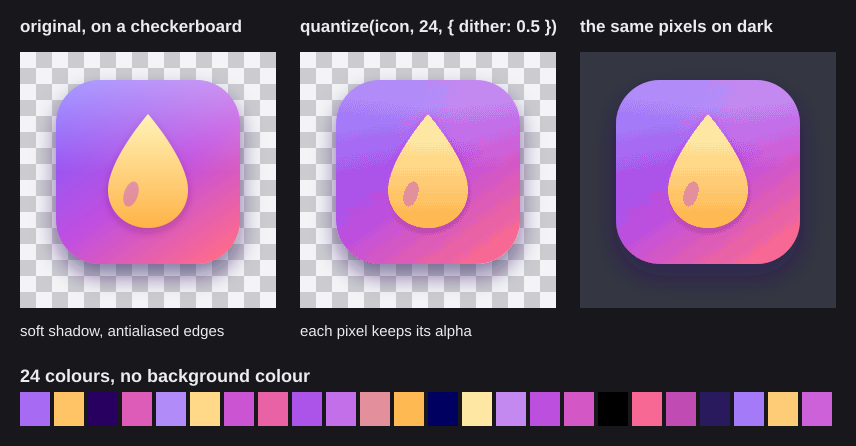 original, on a checkerboard
quantize(icon, 24, { dither: 0.5 })
the same pixels on dark
soft shadow, antialiased edges
each pixel keeps its alpha
24 colours, no background colour